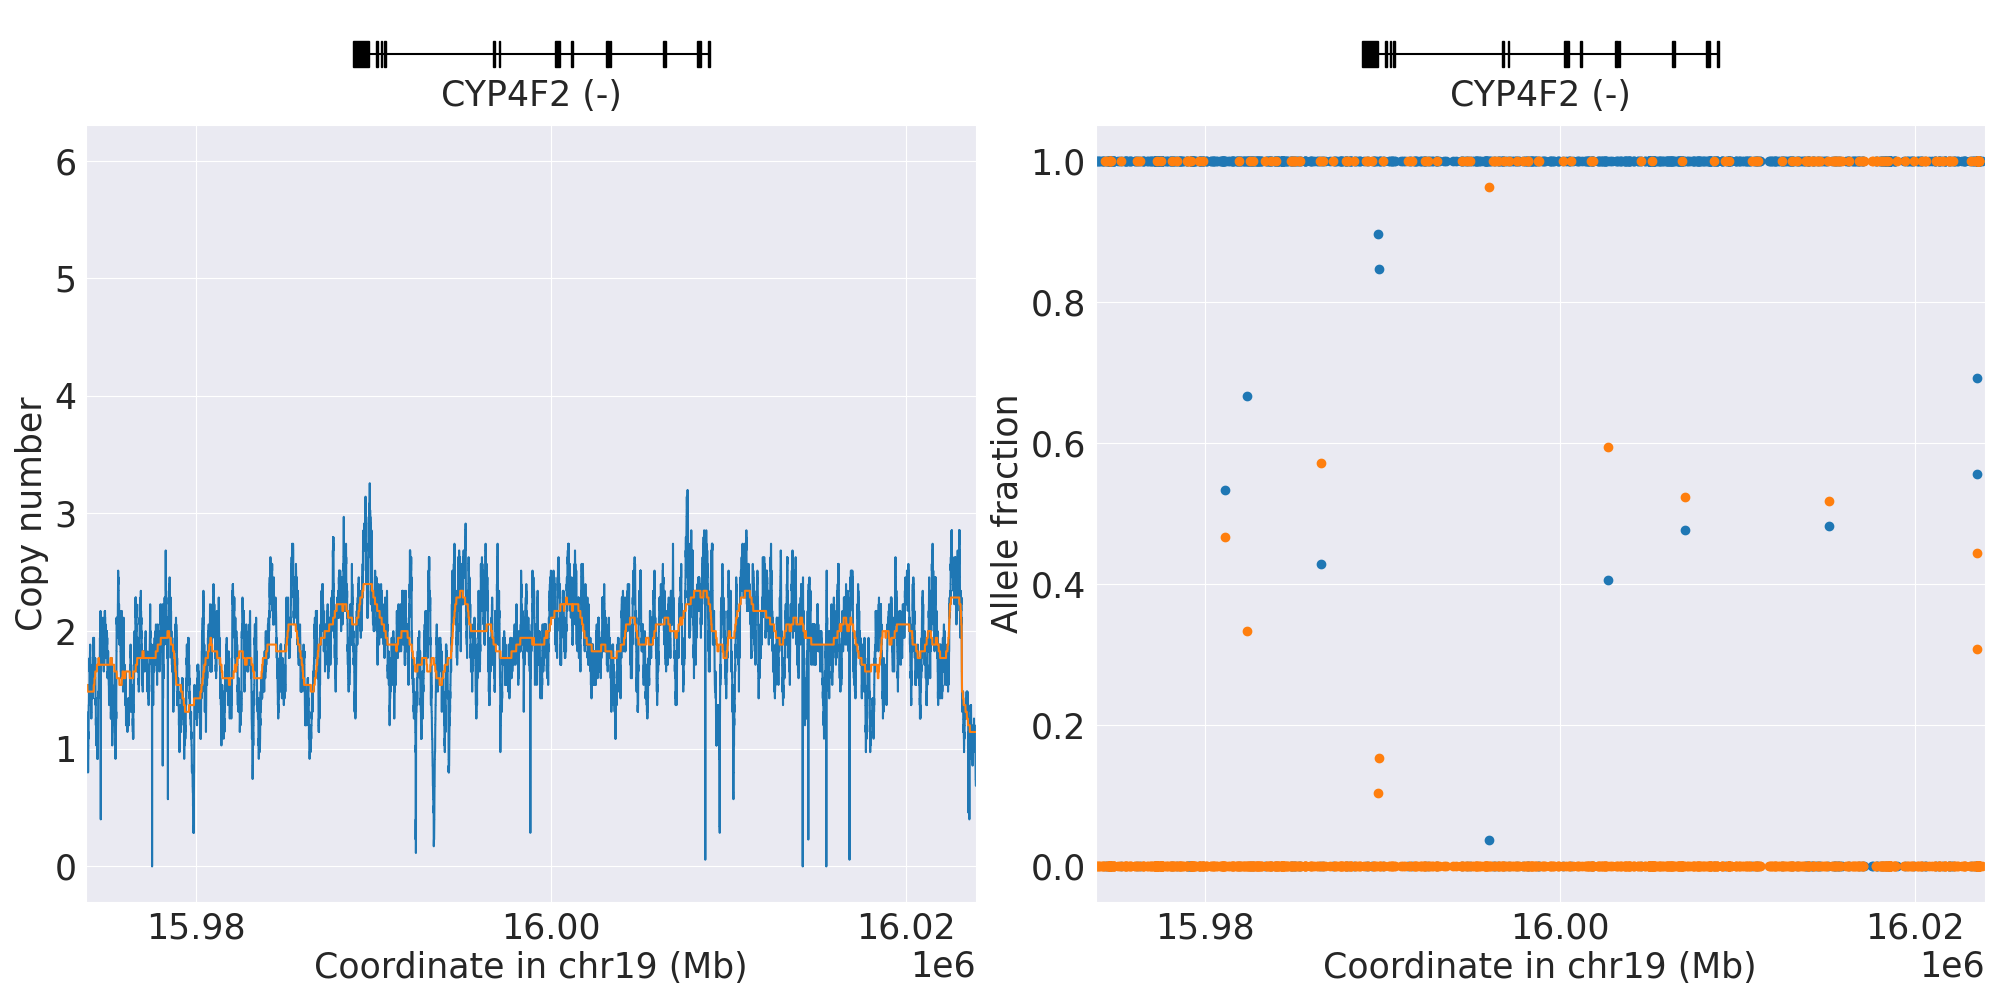 CYP4F2 (-)
6
5
4
3
2
1
0
Copy number
15.98
16.00
16.02
Coordinate in chr19 (Mb)
1e6
CYP4F2 (-)
1.0
0.8
0.6
0.4
0.2
0.0
Allele fraction
15.98
16.00
16.02
Coordinate in chr19 (Mb)
1e6